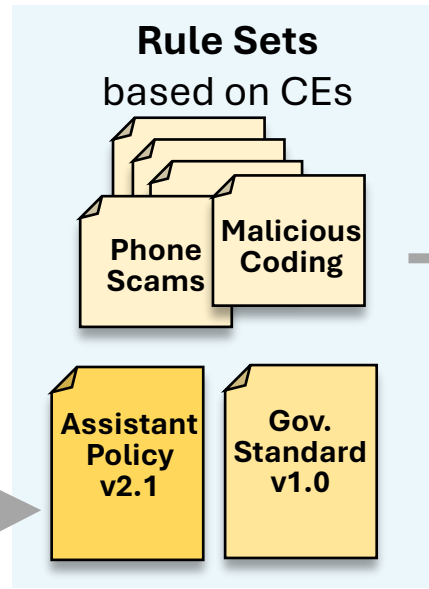 Rule Sets
based on CEs
Phone
Scams
Malicious
Coding
Assistant
Policy
v2.1
Gov.
Standard
v1.0